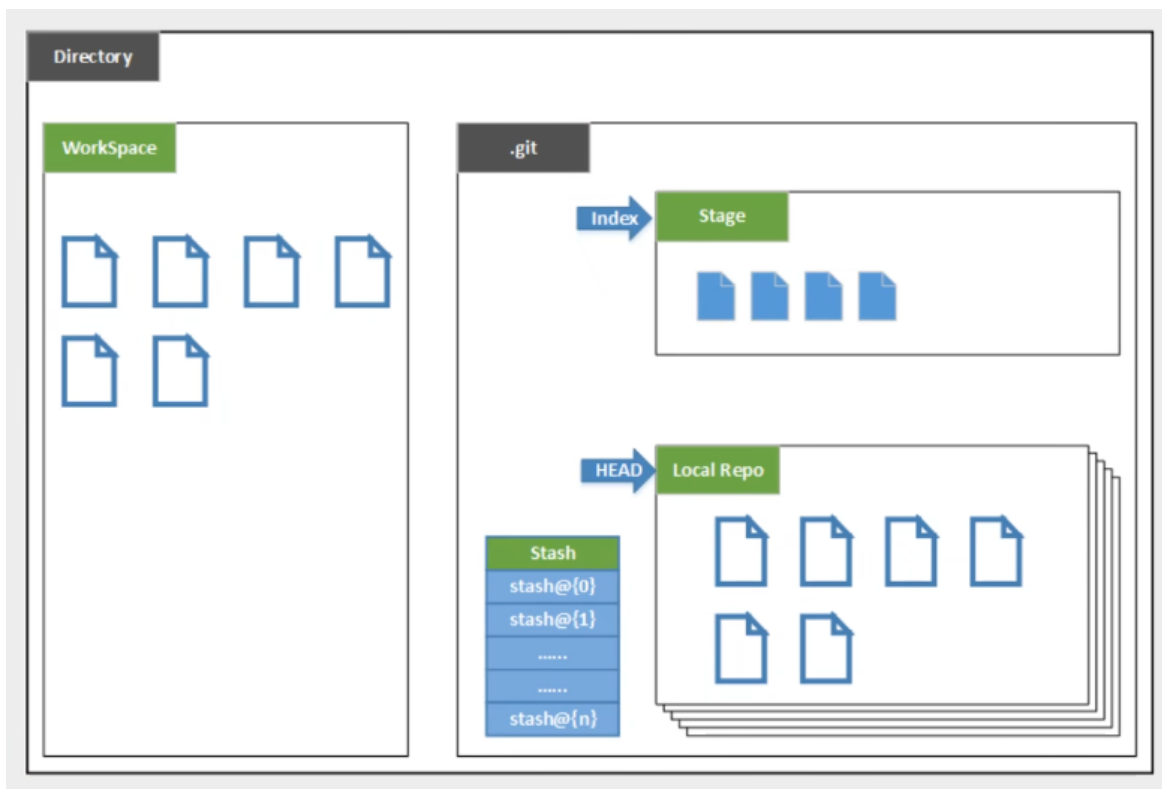 Directory
WorkSpace
.git
Index
Stage
HEAD
Local Repo
Stash
stash@{0}
stash@{1}
......
......
stash@{n}